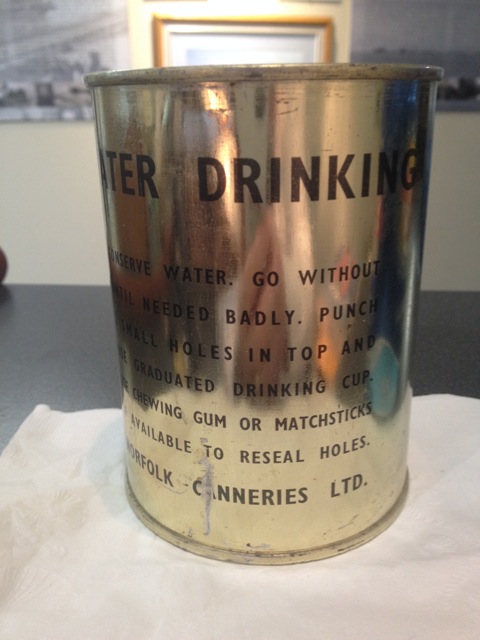 ATER DRINKING
ONSERVE WATER. GO WITHOUT
NTIL NEEDED BADLY. PUNCH
SMALL HOLES IN TOP AND
E GRADUATED DRINKING CUP.
E CHEWING GUM OR MATCHSTICKS
AVAILABLE TO RESEAL HOLES.
NORFOLK CANNERIES LTD.